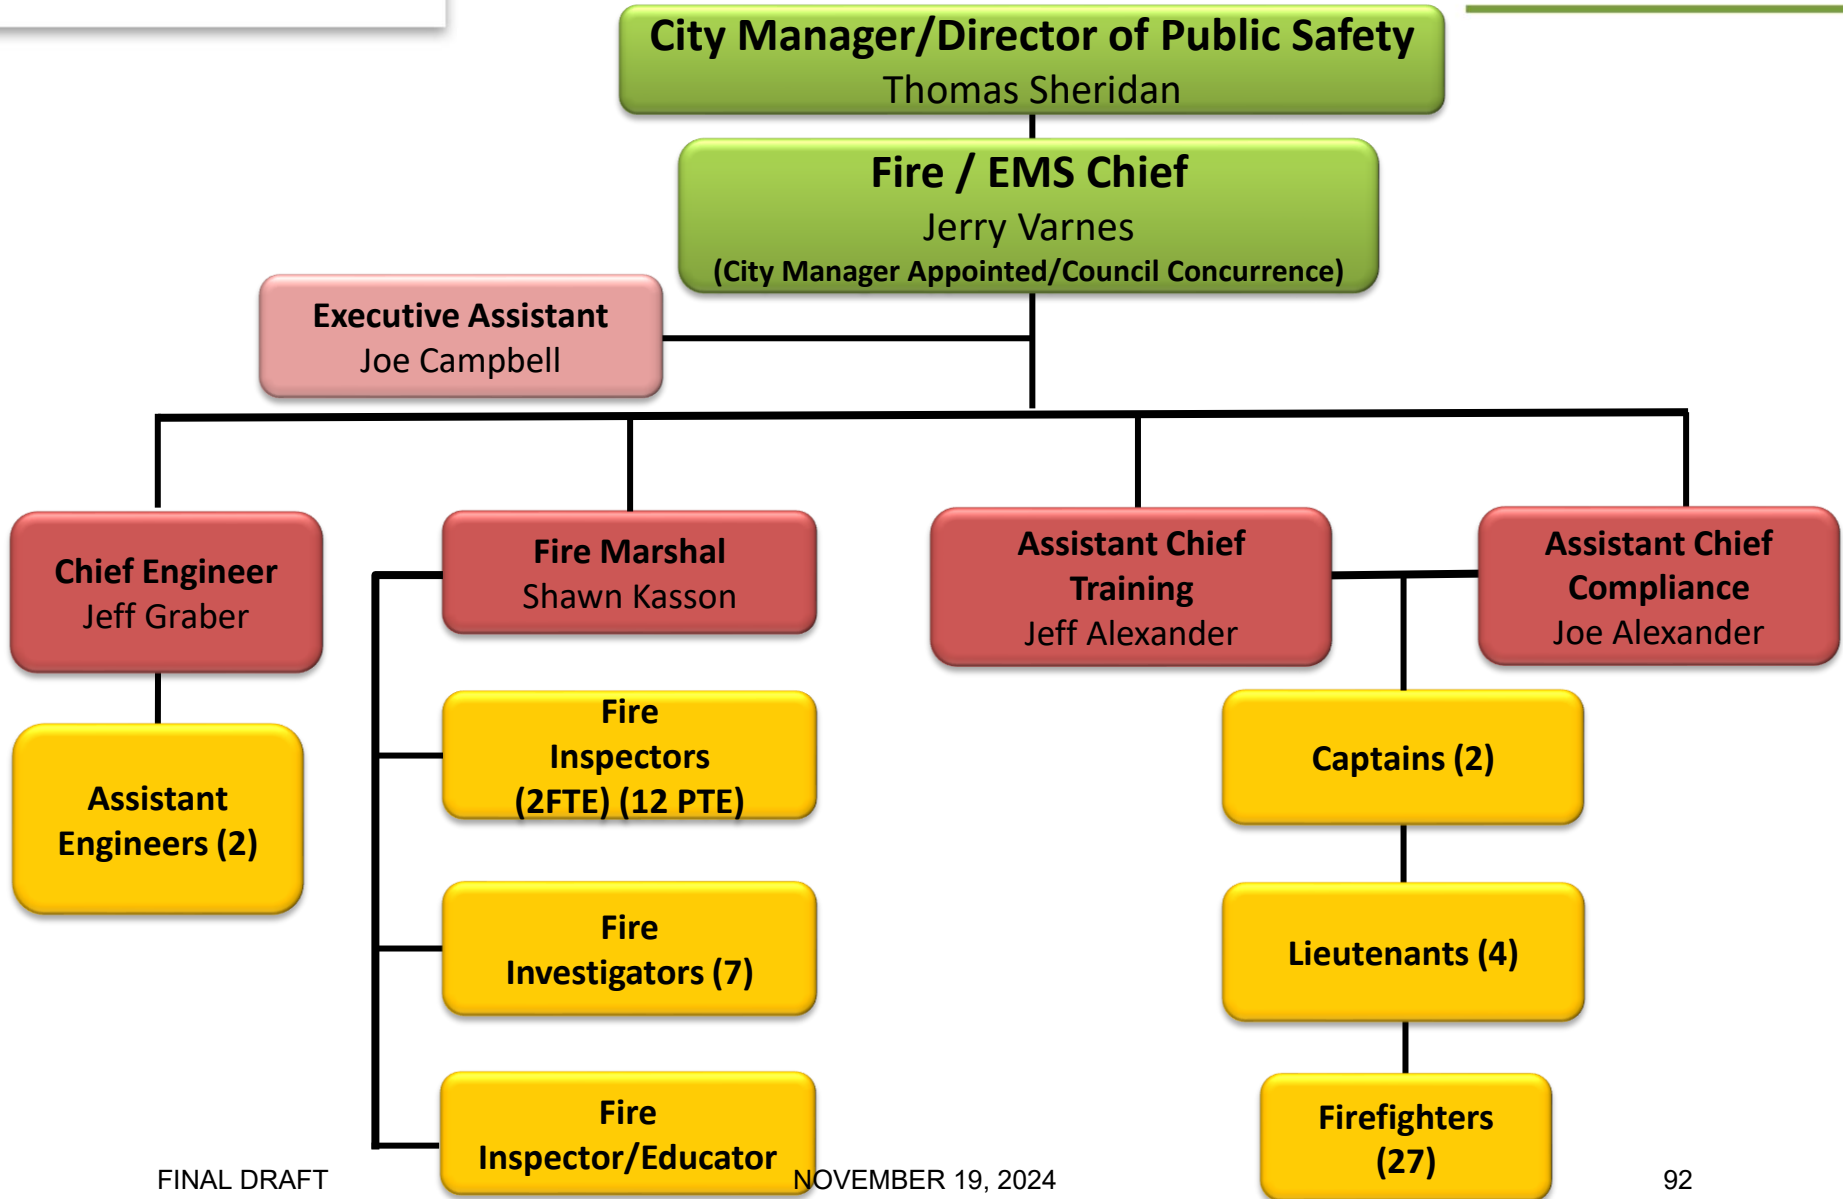 City Manager/Director of Public Safety
Thomas Sheridan
Fire / EMS Chief
Jerry Varnes
(City Manager Appointed/Council Concurrence)
Executive Assistant
Joe Campbell
Chief Engineer
Jeff Graber
Fire Marshal
Shawn Kasson
Assistant Chief
Training
Jeff Alexander
Assistant Chief
Compliance
Joe Alexander
Assistant
Engineers (2)
Fire
Inspectors
(2FTE) (12 PTE)
Fire
Investigators (7)
Fire
Inspector/Educator
Captains (2)
Lieutenants (4)
Firefighters
(27)
FINAL DRAFT
NOVEMBER 19, 2024
92